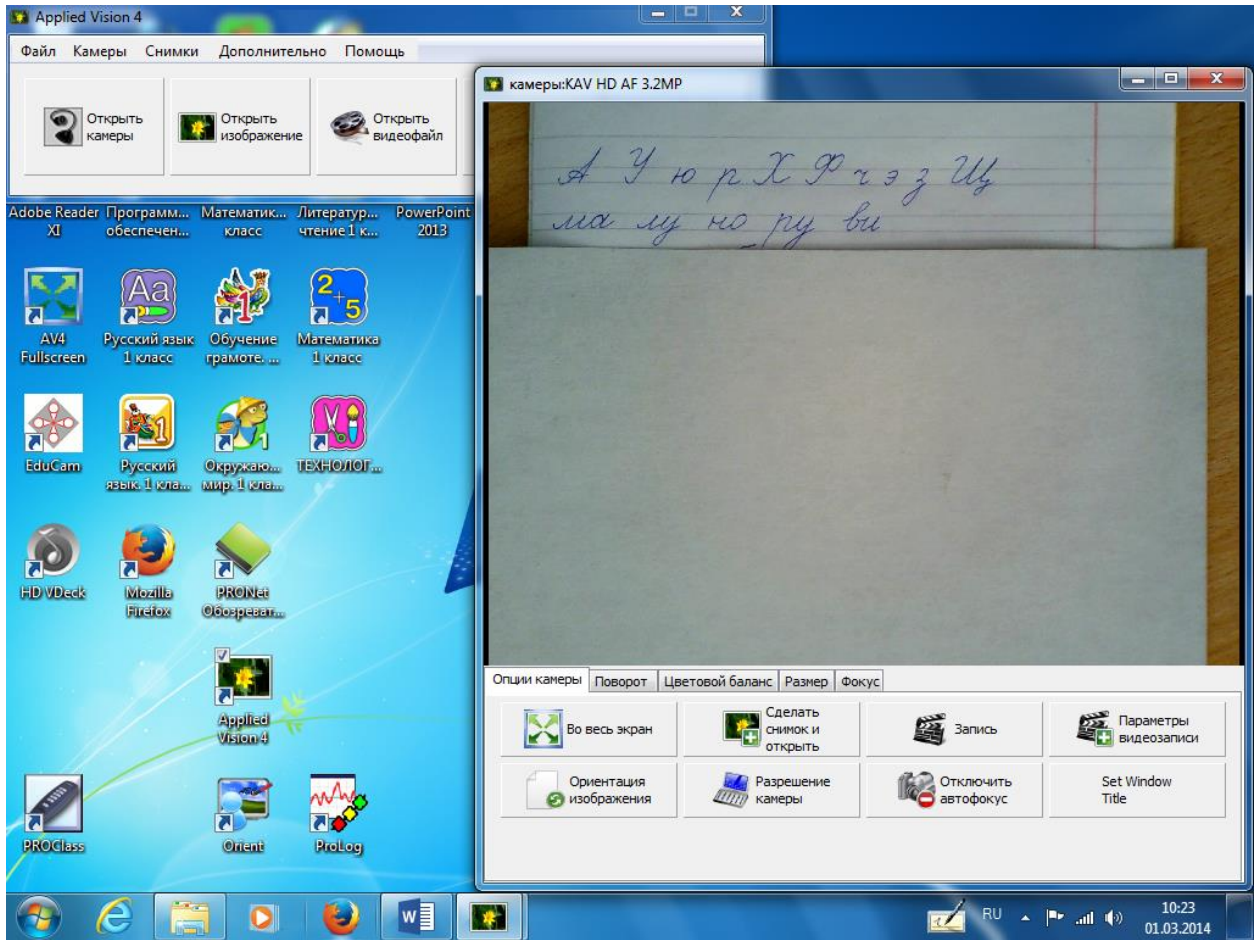 Applied Vision 4
Файл Камеры Снимки Дополнительно Помощь
Открыть камеры
Открыть изображение
Открыть видеофайл
камеры:KAV HD AF 3.2MP
А У ю р Х Ф ч э з Щ
ма лу но ру ви
Adobe Reader XI
Програмm... обеспечен...
Математик... класс
Литератур... чтение 1 к...
PowerPoint 2013
AV4 Fullscreen
Русский язык 1 класс
Обучение грамоте. ...
Математика 1 класс
EduCam
Русский язык. 1 кла...
Окружаю... мир. 1 кла...
ТЕХНОЛОГ...
HD VDeck
Mozilla Firefox
PRONet Обозреват...
Applied Vision 4
PROClass
Orient
ProLog
Опции камеры Поворот Цветовой баланс Размер Фокус
Во весь экран
Сделать снимок и открыть
Запись
Параметры видеозаписи
Ориентация изображения
Разрешение камеры
Отключить автофокус
Set Window Title
RU
10:23
01.03.2014